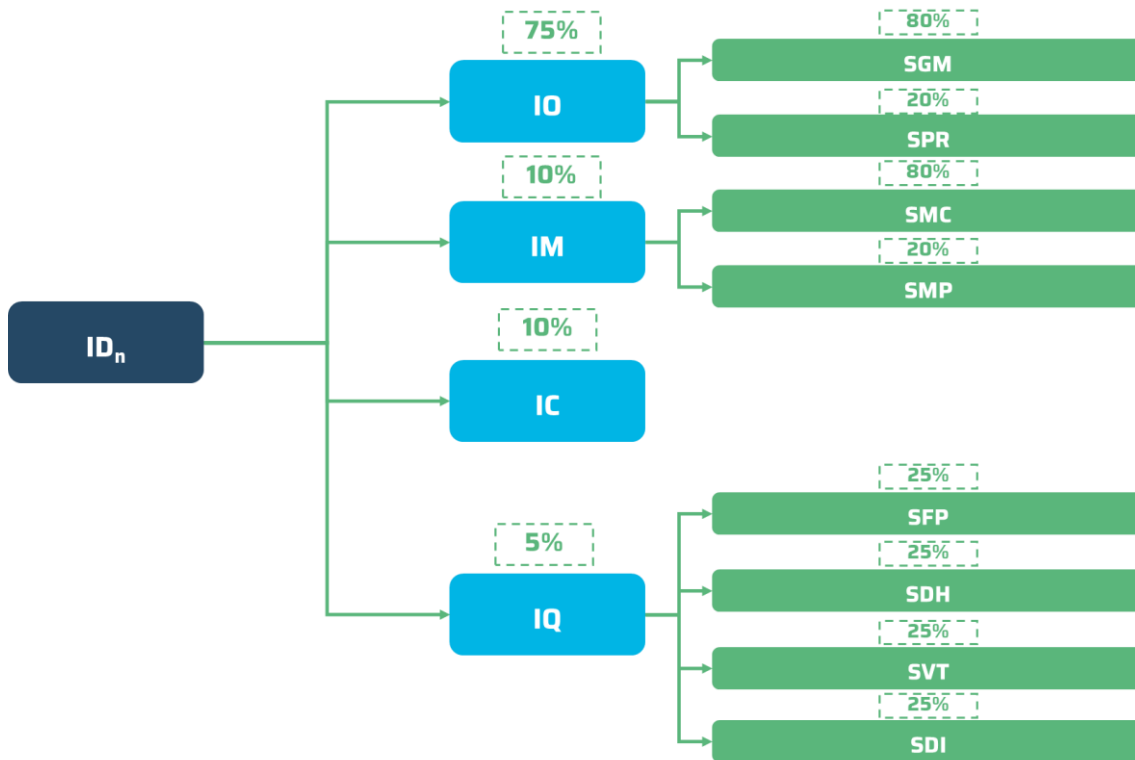 75%
IO
80%
SGM
20%
SPR
10%
IM
80%
SMC
20%
SMP
IDn
10%
IC
5%
IQ
25%
SFP
25%
SDH
25%
SVT
25%
SDI